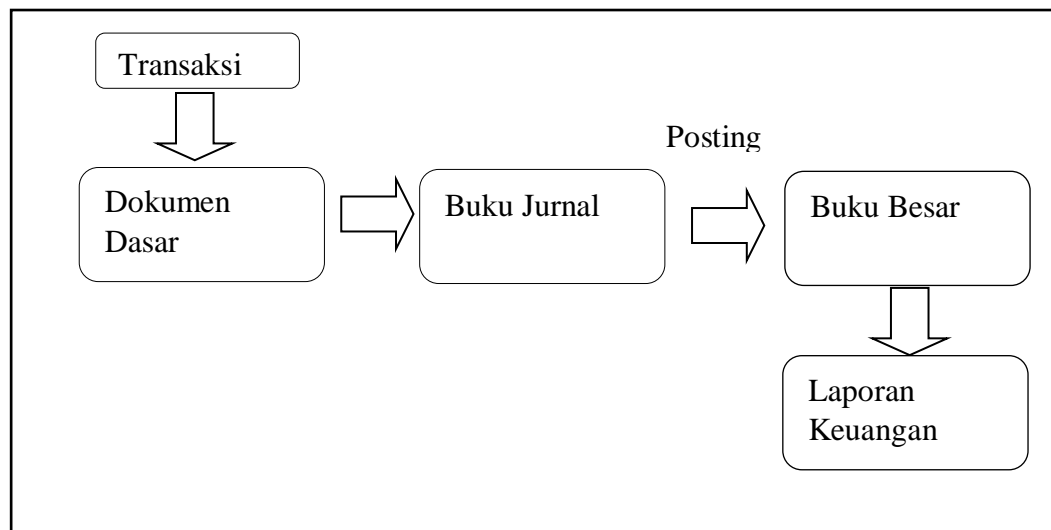 Transaksi
Posting
Dokumen
Dasar
Buku Jurnal
Buku Besar
Laporan
Keuangan